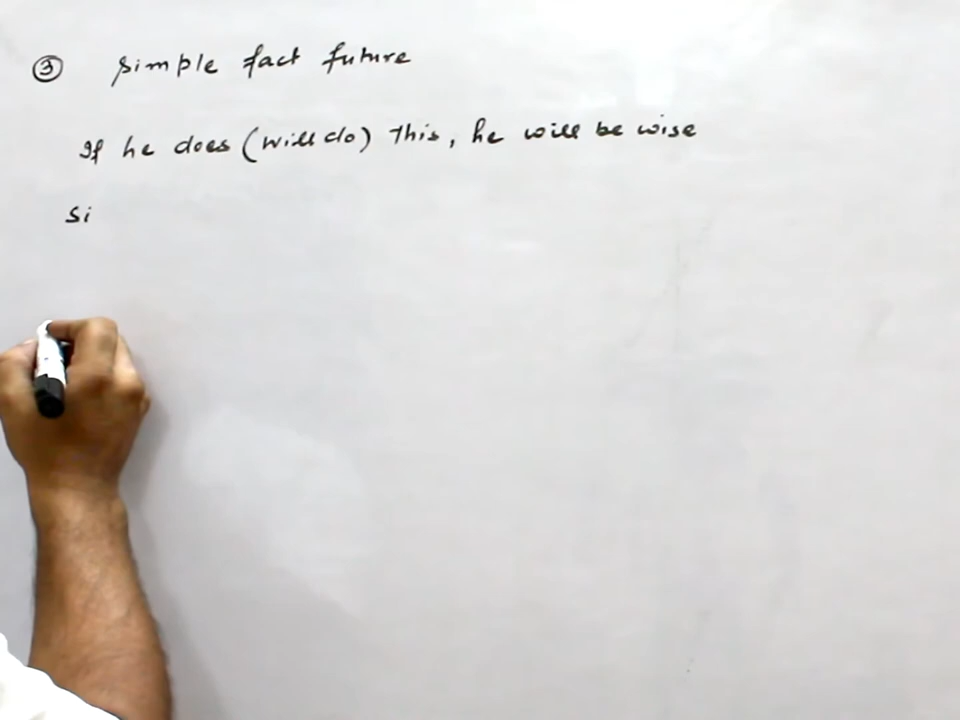 ③ Simple fact future
If he does (will do) this, he will be wise
Si